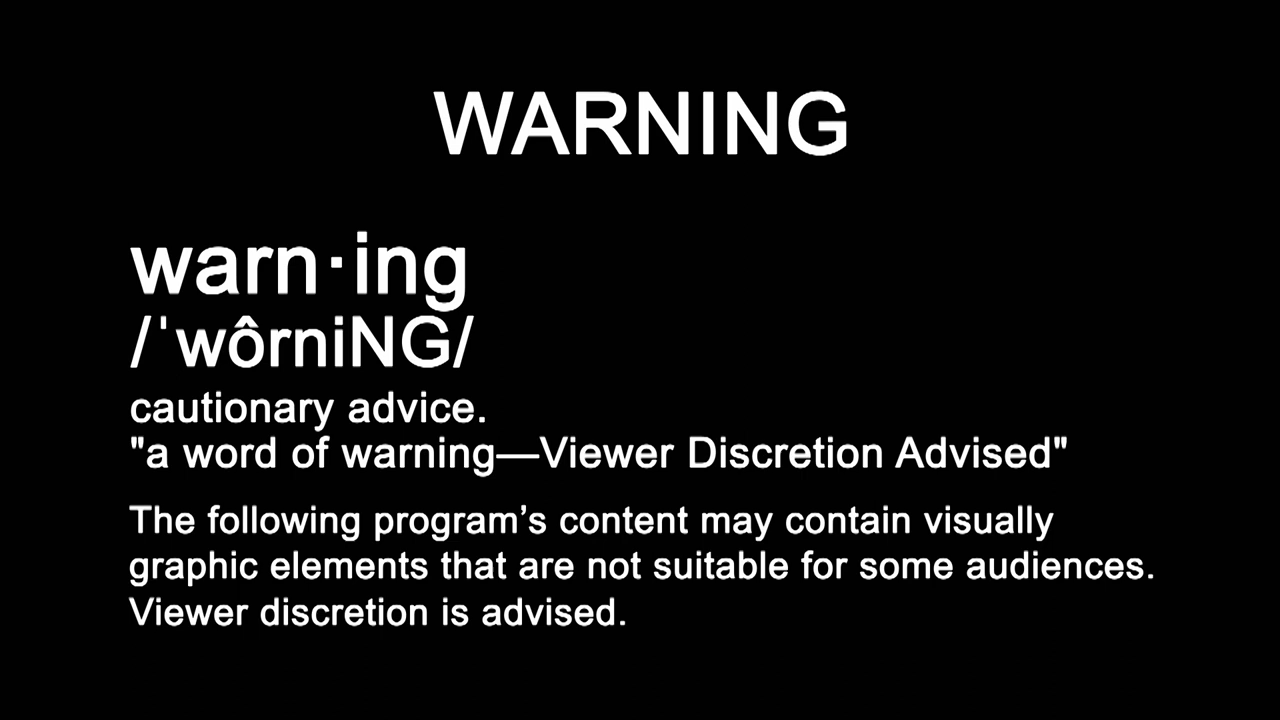 WARNING
warn·ing
/ˈwôrniNG/
cautionary advice.
"a word of warning—Viewer Discretion Advised"
The following program’s content may contain visually
graphic elements that are not suitable for some audiences.
Viewer discretion is advised.